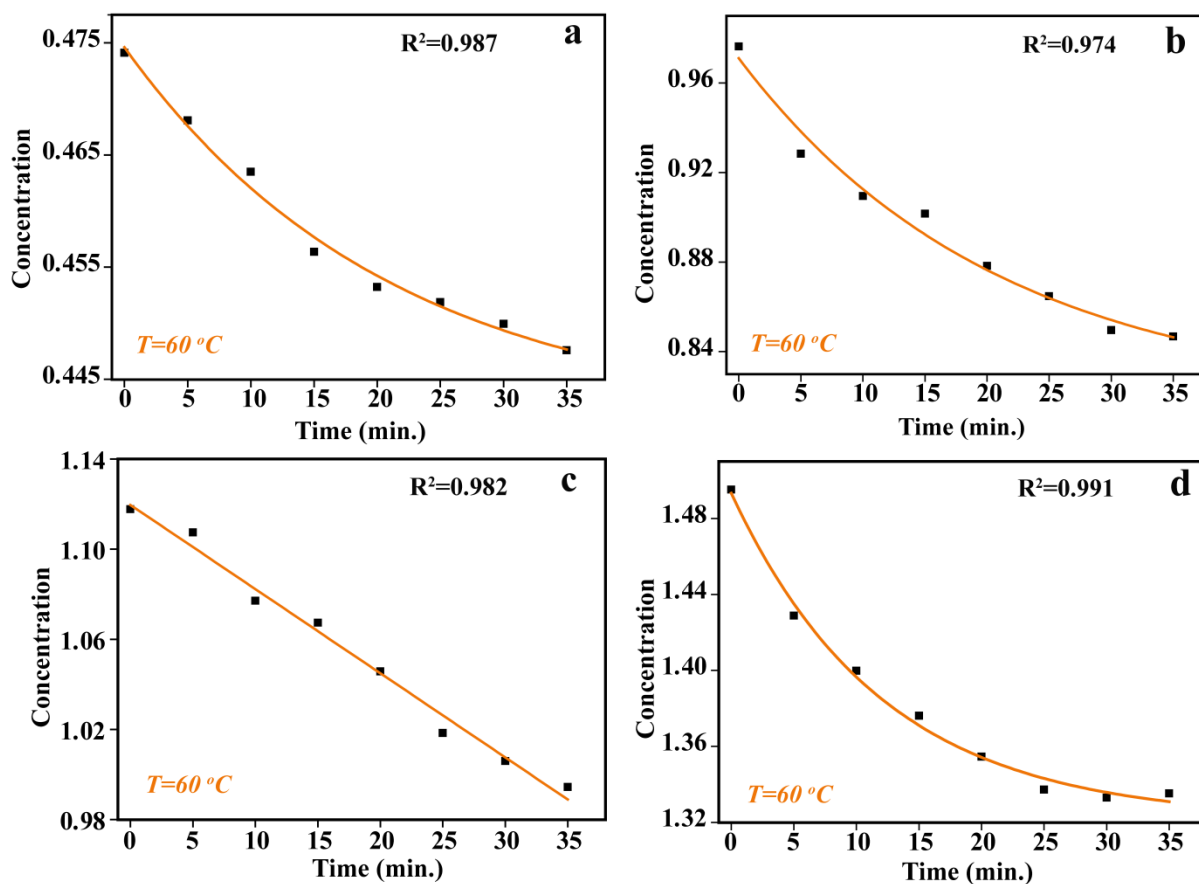 R²=0.987
a
0.475
0.465
0.455
0.445
Concentration
T=60 °C
0 5 10 15 20 25 30 35
Time (min.)
R²=0.974
b
0.96
0.92
0.88
0.84
Concentration
T=60 °C
0 5 10 15 20 25 30 35
Time (min.)
R²=0.982
c
1.14
1.10
1.06
1.02
0.98
Concentration
T=60 °C
0 5 10 15 20 25 30 35
Time (min.)
R²=0.991
d
1.48
1.44
1.40
1.36
1.32
Concentration
T=60 °C
0 5 10 15 20 25 30 35
Time (min.)